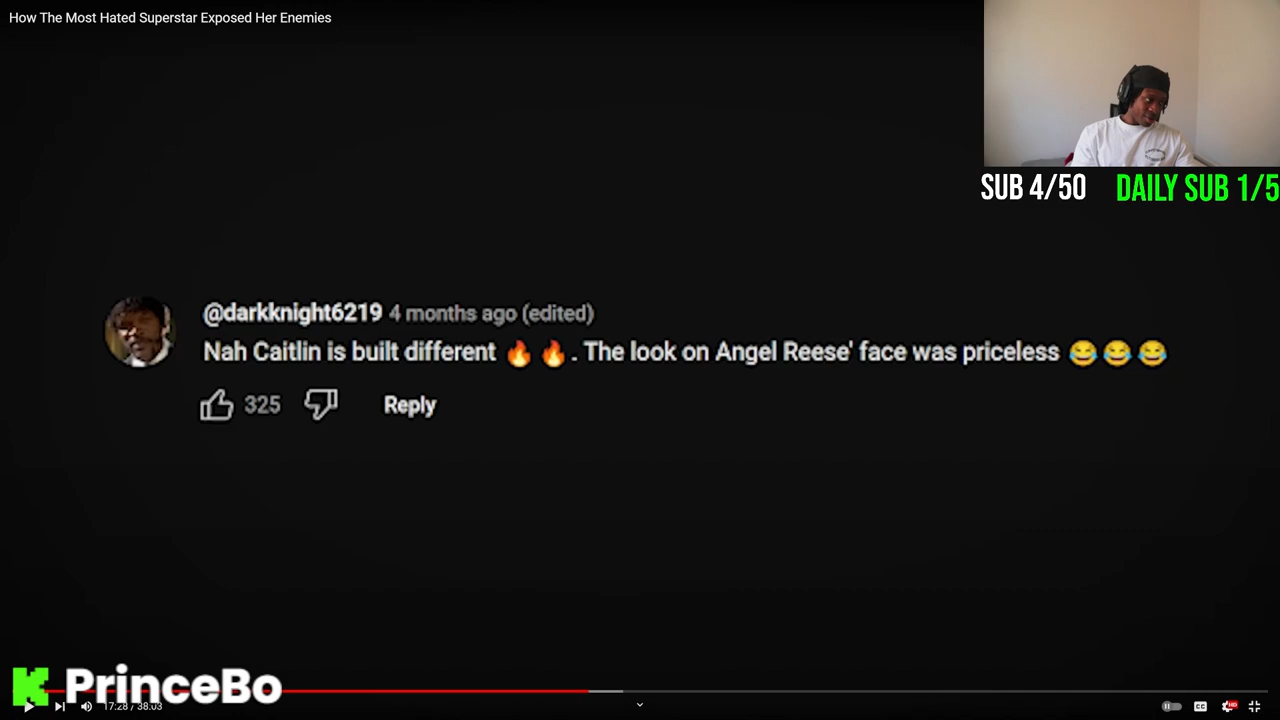 How The Most Hated Superstar Exposed Her Enemies
SUB 4/50 DAILY SUB 1/5
@darkknight6219 4 months ago (edited)
Nah Caitlin is built different 🔥 🔥. The look on Angel Reese' face was priceless 😂 😂 😂
325 Reply
K PrinceBo
17:28 / 38:03
CC HD